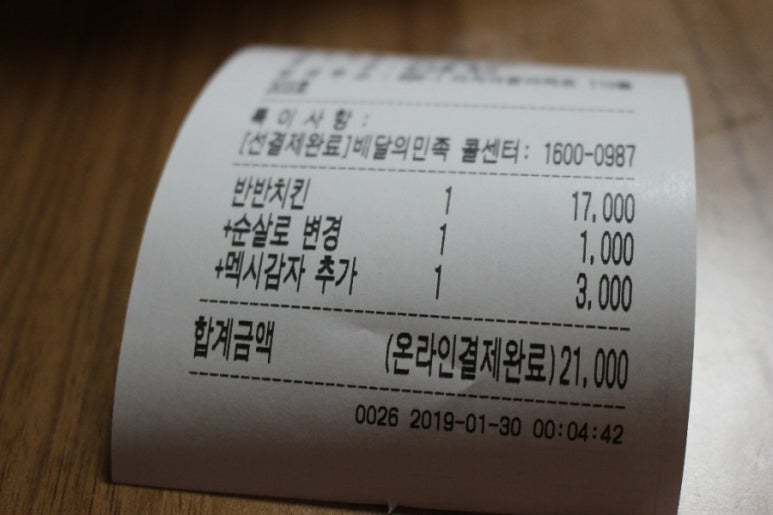 특이사항 :
[선결제완료]배달의민족 콜센터: 1600-0987
반반치킨 1 17,000
+순살로 변경 1 1,000
+멕시감자 추가 1 3,000
합계금액 (온라인결제완료)21,000
0026 2019-01-30 00:04:42